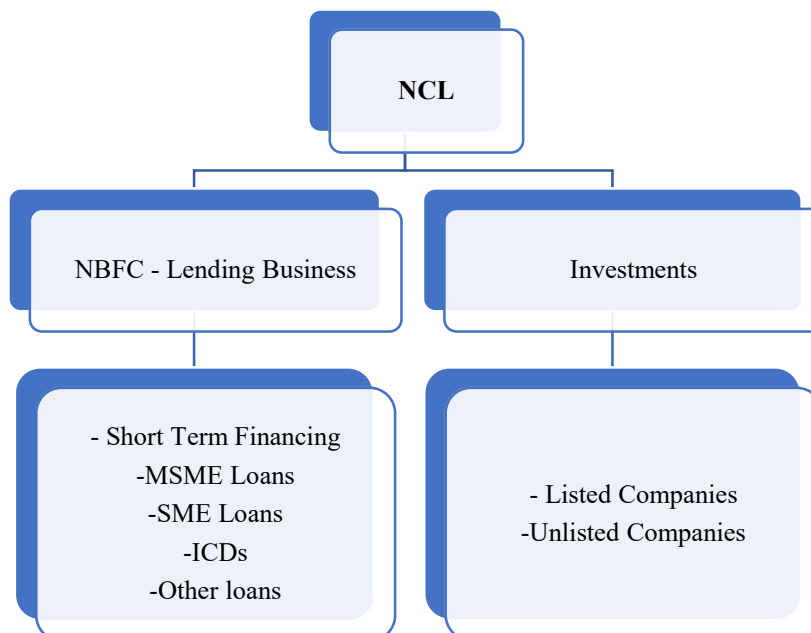 NCL
NBFC - Lending Business
Investments
- Short Term Financing
-MSME Loans
-SME Loans
-ICDs
-Other loans
- Listed Companies
-Unlisted Companies